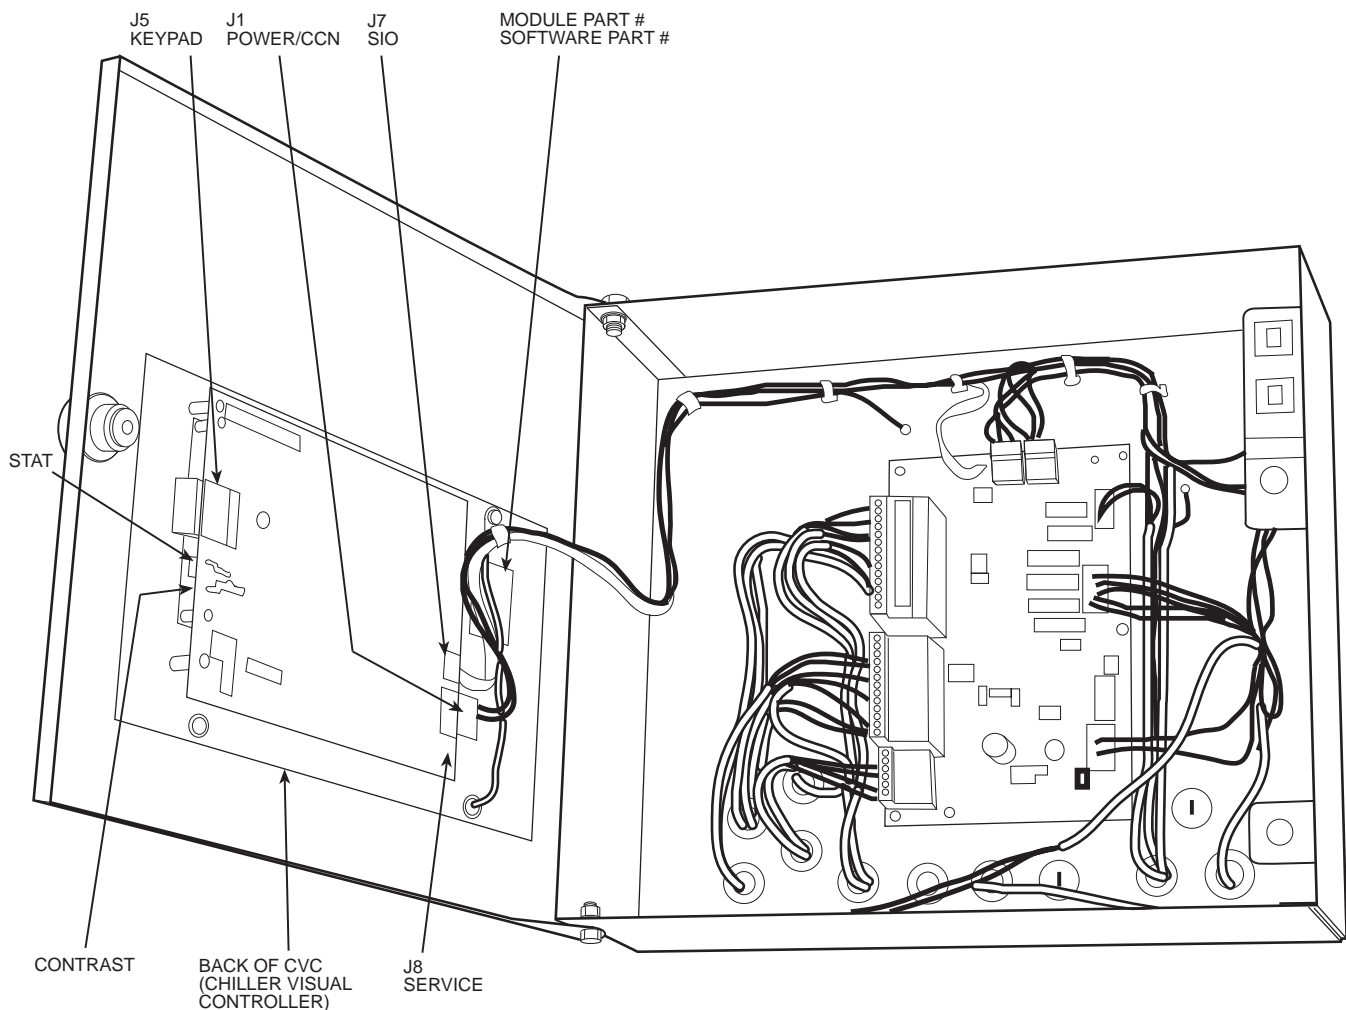 J5
KEYPAD
J1
POWER/CCN
J7
SIO
MODULE PART #
SOFTWARE PART #
STAT
CONTRAST
BACK OF CVC
(CHILLER VISUAL
CONTROLLER)
J8
SERVICE